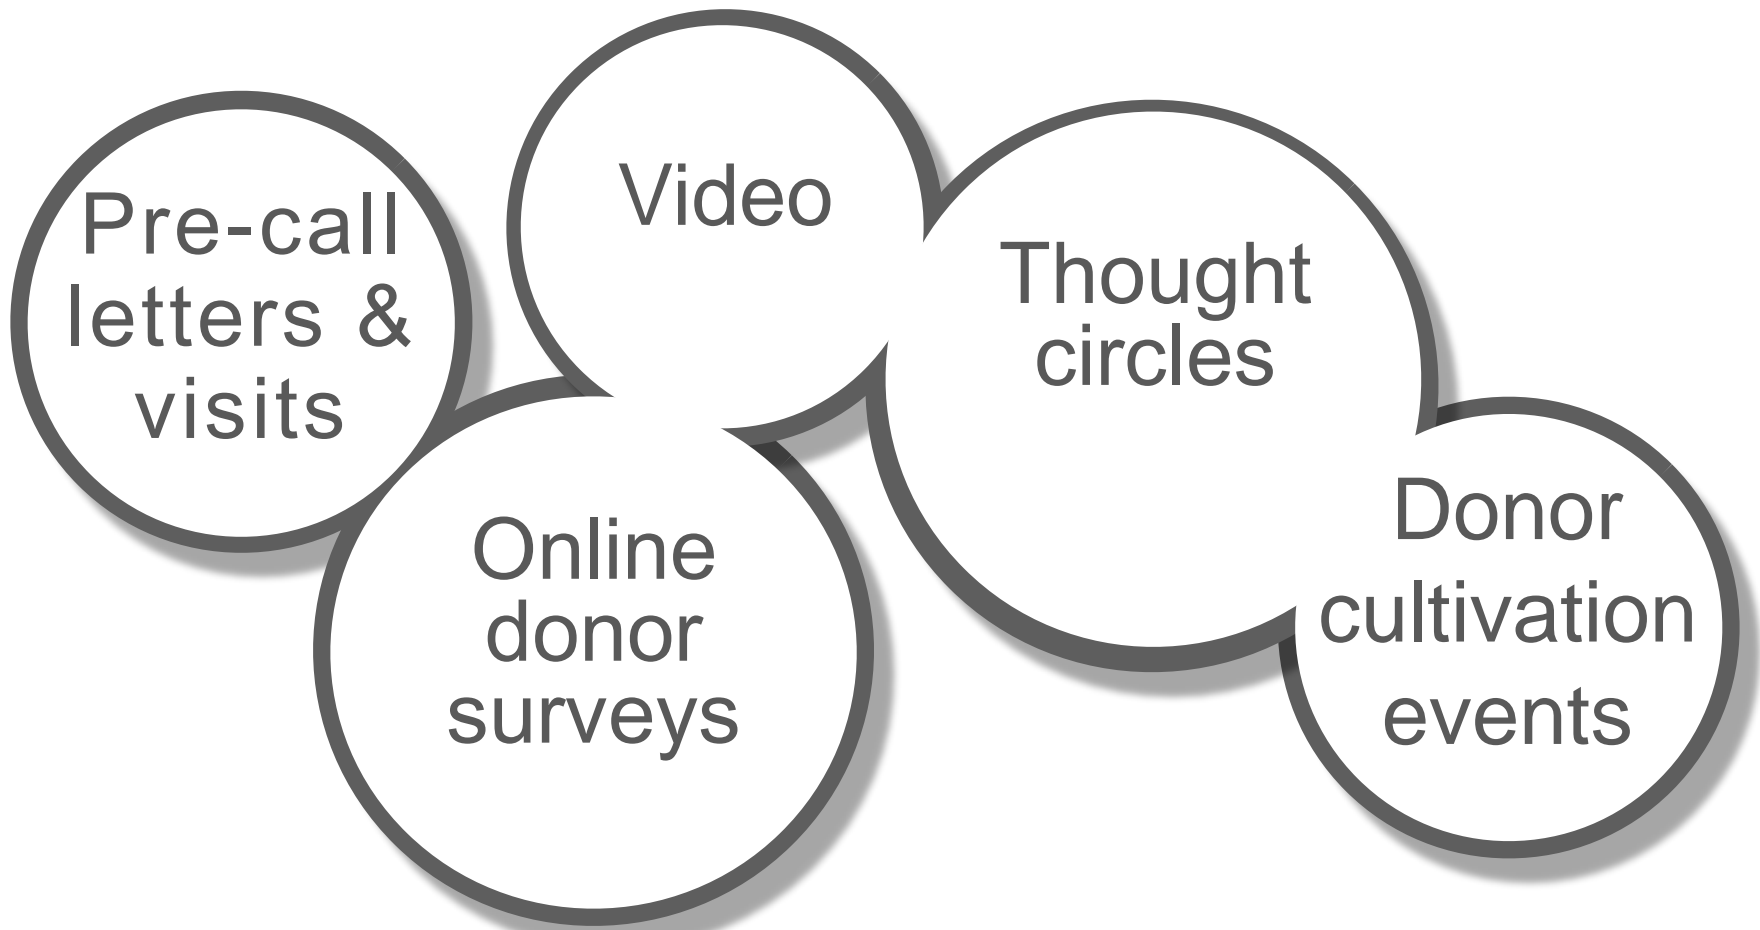 Pre-call
letters &
visits
Video
Online
donor
surveys
Thought
circles
Donor
cultivation
events